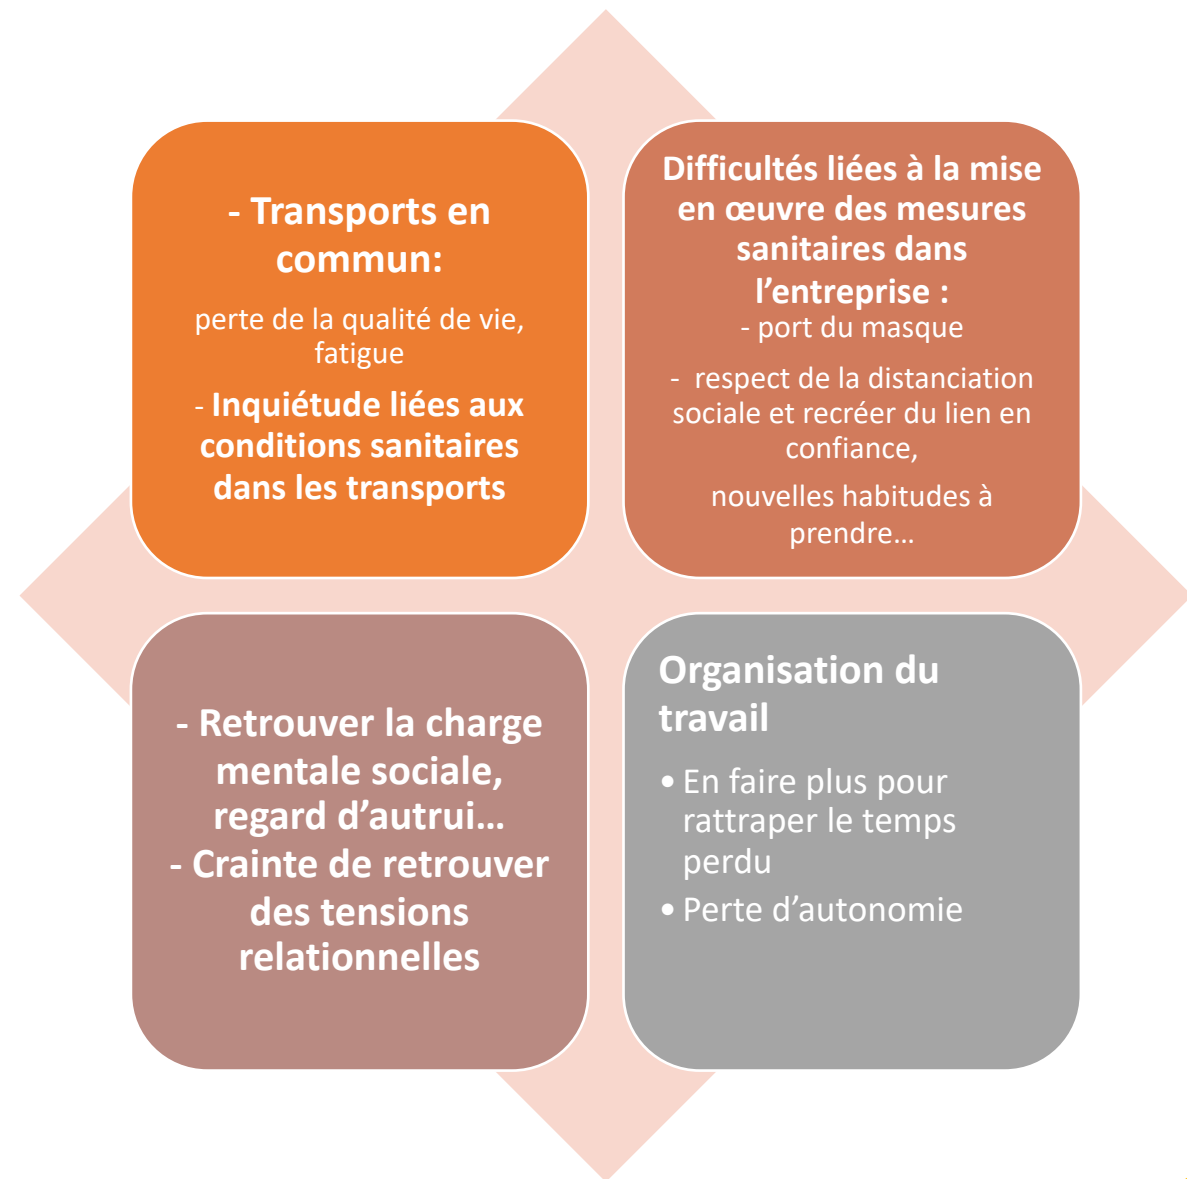 - Transports en
commun:
perte de la qualité de vie,
fatigue
- Inquiétude liées aux
conditions sanitaires
dans les transports
Difficultés liées à la mise
en œuvre des mesures
sanitaires dans
l’entreprise :
- port du masque
- respect de la distanciation
sociale et recréer du lien en
confiance,
nouvelles habitudes à
prendre…
- Retrouver la charge
mentale sociale,
regard d’autrui…
- Crainte de retrouver
des tensions
relationnelles
Organisation du
travail
• En faire plus pour
rattraper le temps
perdu
• Perte d’autonomie